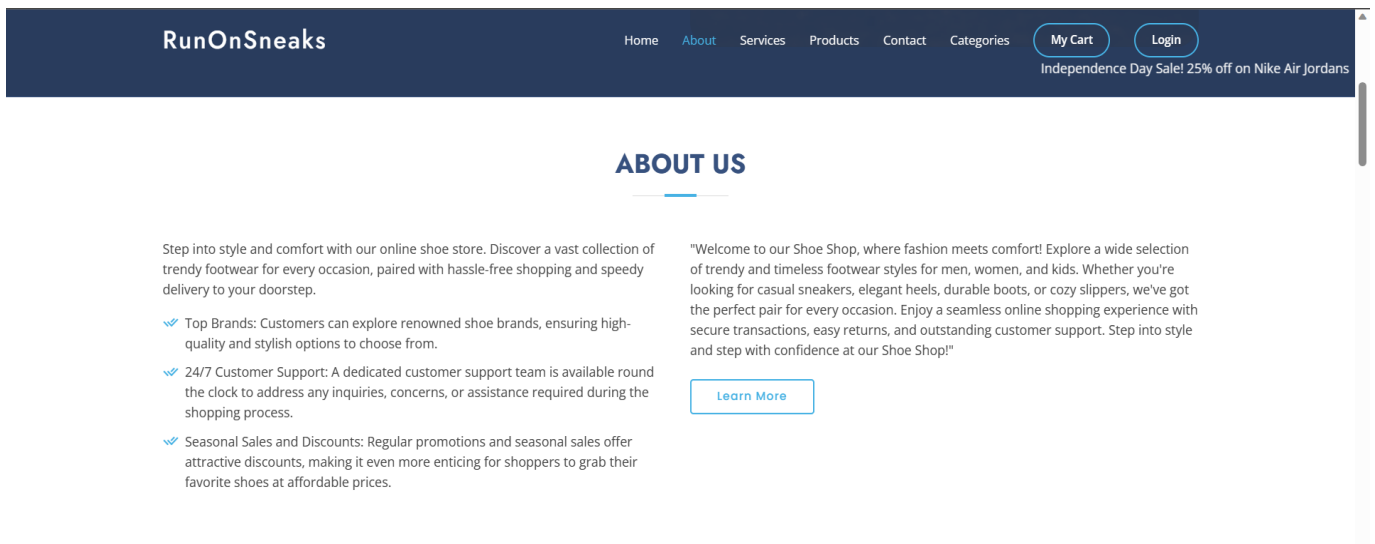 RunOnSneaks
Home About Services Products Contact Categories My Cart Login
Independence Day Sale! 25% off on Nike Air Jordans
ABOUT US
Step into style and comfort with our online shoe store. Discover a vast collection of
trendy footwear for every occasion, paired with hassle-free shopping and speedy
delivery to your doorstep.
Top Brands: Customers can explore renowned shoe brands, ensuring high-
quality and stylish options to choose from.
24/7 Customer Support: A dedicated customer support team is available round
the clock to address any inquiries, concerns, or assistance required during the
shopping process.
Seasonal Sales and Discounts: Regular promotions and seasonal sales offer
attractive discounts, making it even more enticing for shoppers to grab their
favorite shoes at affordable prices.
"Welcome to our Shoe Shop, where fashion meets comfort! Explore a wide selection
of trendy and timeless footwear styles for men, women, and kids. Whether you're
looking for casual sneakers, elegant heels, durable boots, or cozy slippers, we've got
the perfect pair for every occasion. Enjoy a seamless online shopping experience with
secure transactions, easy returns, and outstanding customer support. Step into style
and step with confidence at our Shoe Shop!"
Learn More